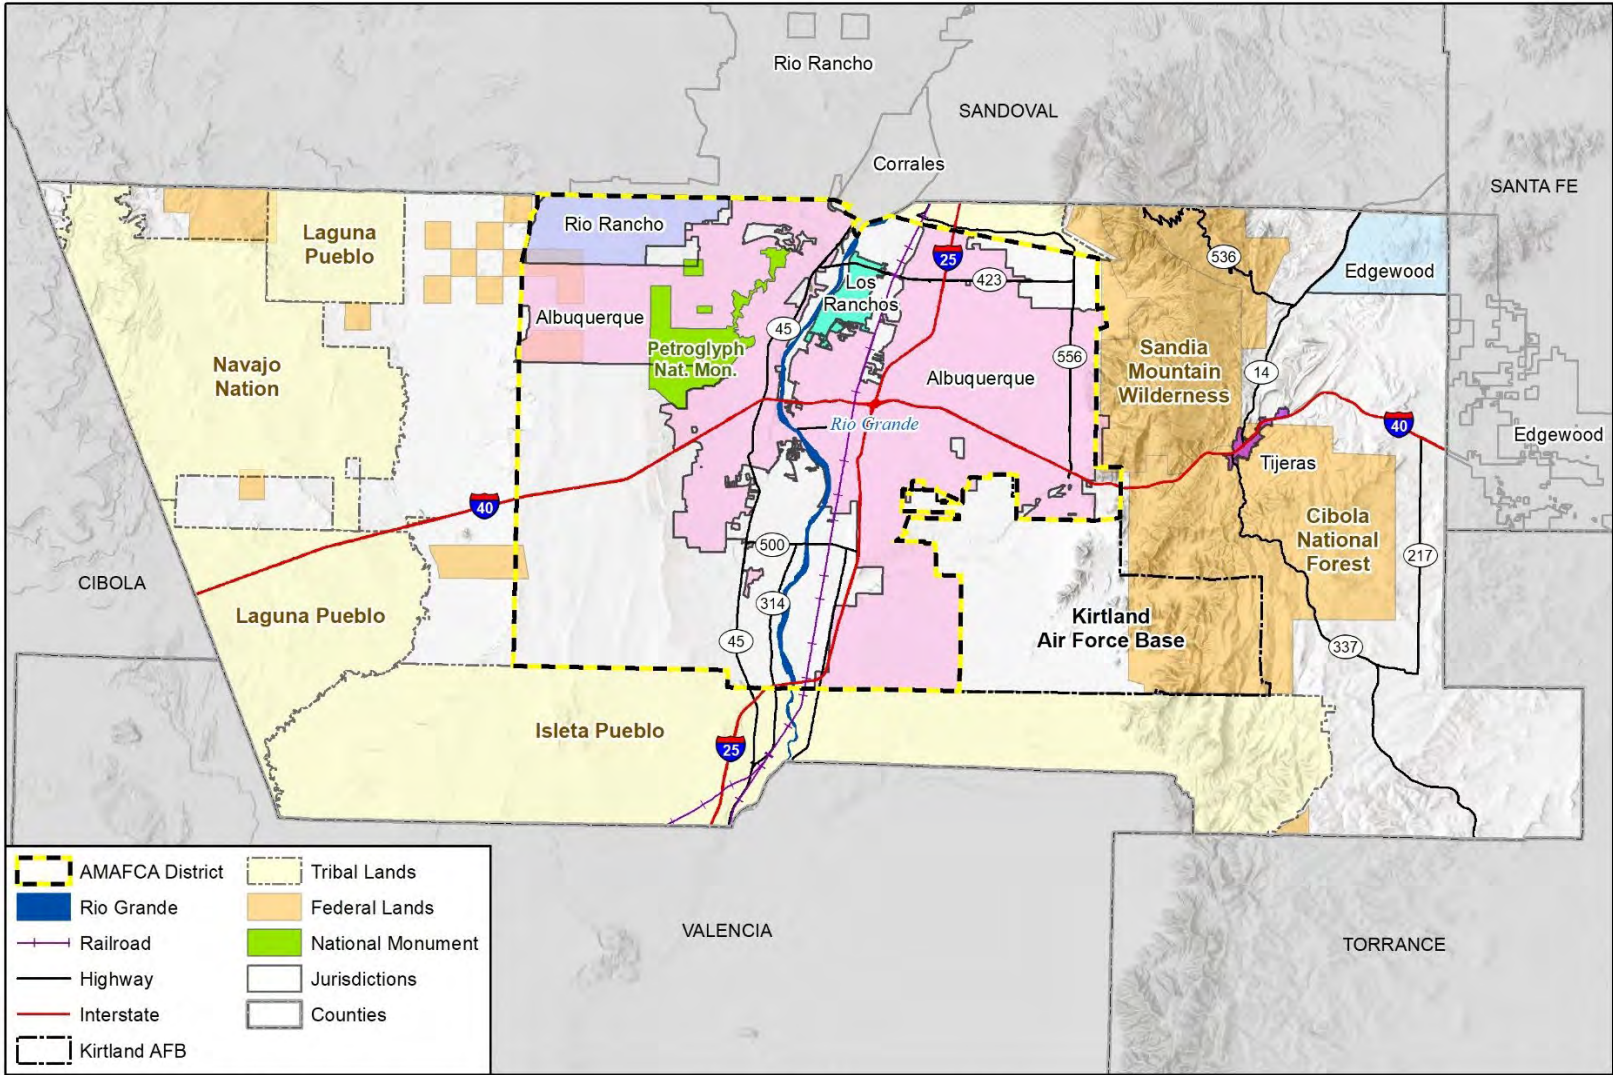 Rio Rancho
SANDOVAL
Corrales
SANTA FE
Rio Rancho
Laguna
Pueblo
25
536
Edgewood
423
Los
Ranchos
Albuquerque
45
Petroglyph
Nat. Mon.
556
Sandia
Mountain
Wilderness
Navajo
Nation
14
Albuquerque
Rio Grande
40
Edgewood
Tijeras
40
Cibola
National
Forest
500
217
CIBOLA
314
Laguna Pueblo
Kirtland
Air Force Base
45
337
Isleta Pueblo
25
VALENCIA
TORRANCE
AMAFCA District
Rio Grande
Railroad
Highway
Interstate
Kirtland AFB
Tribal Lands
Federal Lands
National Monument
Jurisdictions
Counties